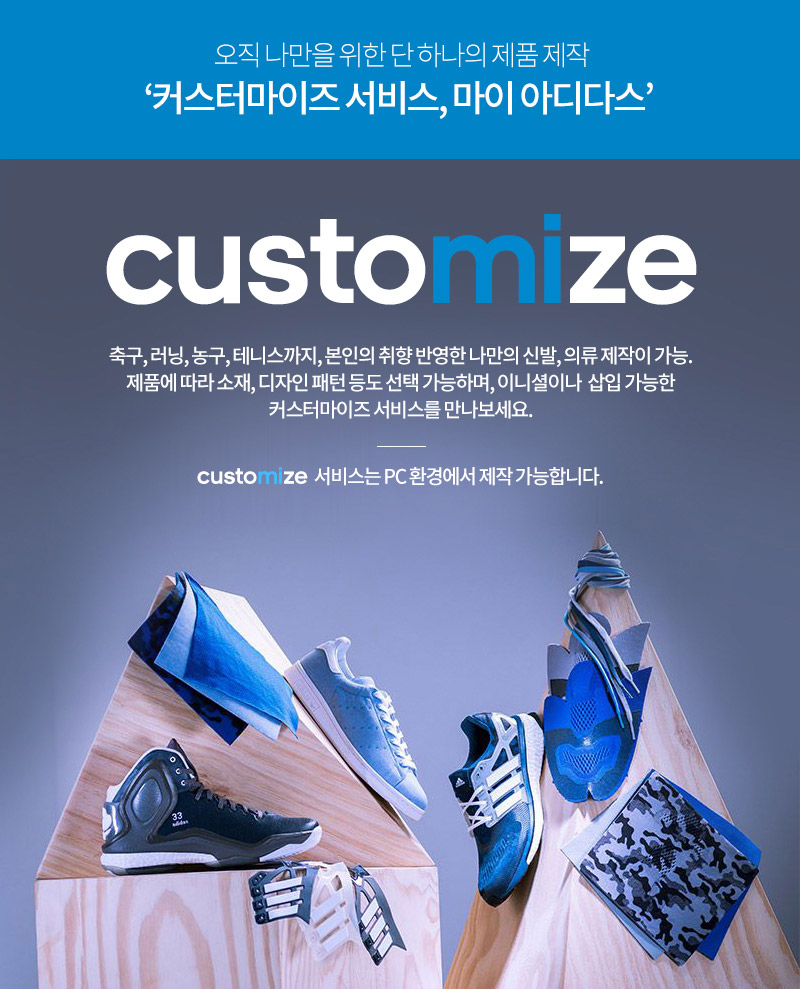 오직 나만을 위한 단 하나의 제품 제작
‘커스터마이즈 서비스, 마이 아디다스’
customize
축구, 러닝, 농구, 테니스까지, 본인의 취향 반영한 나만의 신발, 의류 제작이 가능.
제품에 따라 소재, 디자인 패턴 등도 선택 가능하며, 이니셜이나 삽입 가능한
커스터마이즈 서비스를 만나보세요.
customize 서비스는 PC 환경에서 제작 가능합니다.
33
adidas
adidas